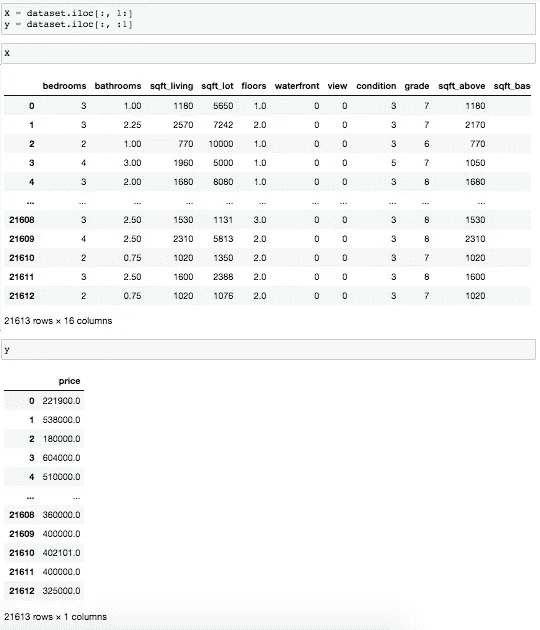 X = dataset.iloc[:, 1:]
y = dataset.iloc[:, :1]
X
bedrooms bathrooms sqft_living sqft_lot floors waterfront view condition grade sqft_above sqft_bas
0 3 1.00 1180 5650 1.0 0 0 3 7 1180
1 3 2.25 2570 7242 2.0 0 0 3 7 2170
2 2 1.00 770 10000 1.0 0 0 3 6 770
3 4 3.00 1960 5000 1.0 0 0 5 7 1050
4 3 2.00 1680 8080 1.0 0 0 3 8 1680
... ... ... ... ... ... ... ... ... ... ...
21608 3 2.50 1530 1131 3.0 0 0 3 8 1530
21609 4 2.50 2310 5813 2.0 0 0 3 8 2310
21610 2 0.75 1020 1350 2.0 0 0 3 7 1020
21611 3 2.50 1600 2388 2.0 0 0 3 8 1600
21612 2 0.75 1020 1076 2.0 0 0 3 7 1020
21613 rows × 16 columns
y
price
0 221900.0
1 538000.0
2 180000.0
3 604000.0
4 510000.0
... ...
21608 360000.0
21609 400000.0
21610 402101.0
21611 400000.0
21612 325000.0
21613 rows × 1 columns